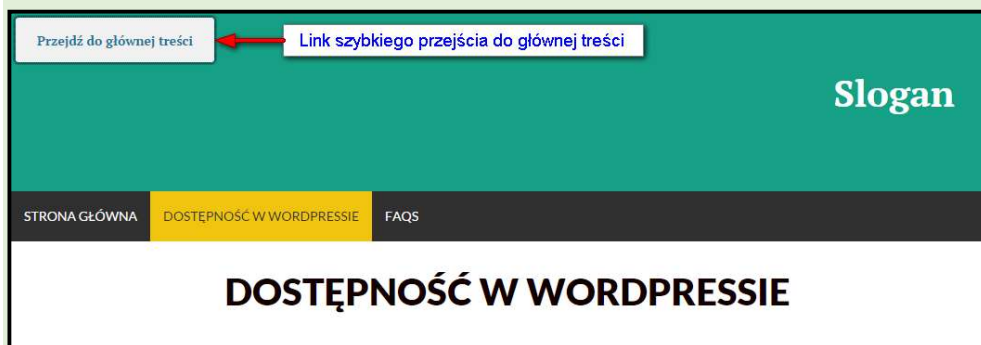 Przejdź do głównej treści
Link szybkiego przejścia do głównej treści
Slogan
STRONA GŁÓWNA DOSTĘPNOŚĆ W WORDPRESSIE FAQS
DOSTĘPNOŚĆ W WORDPRESSIE